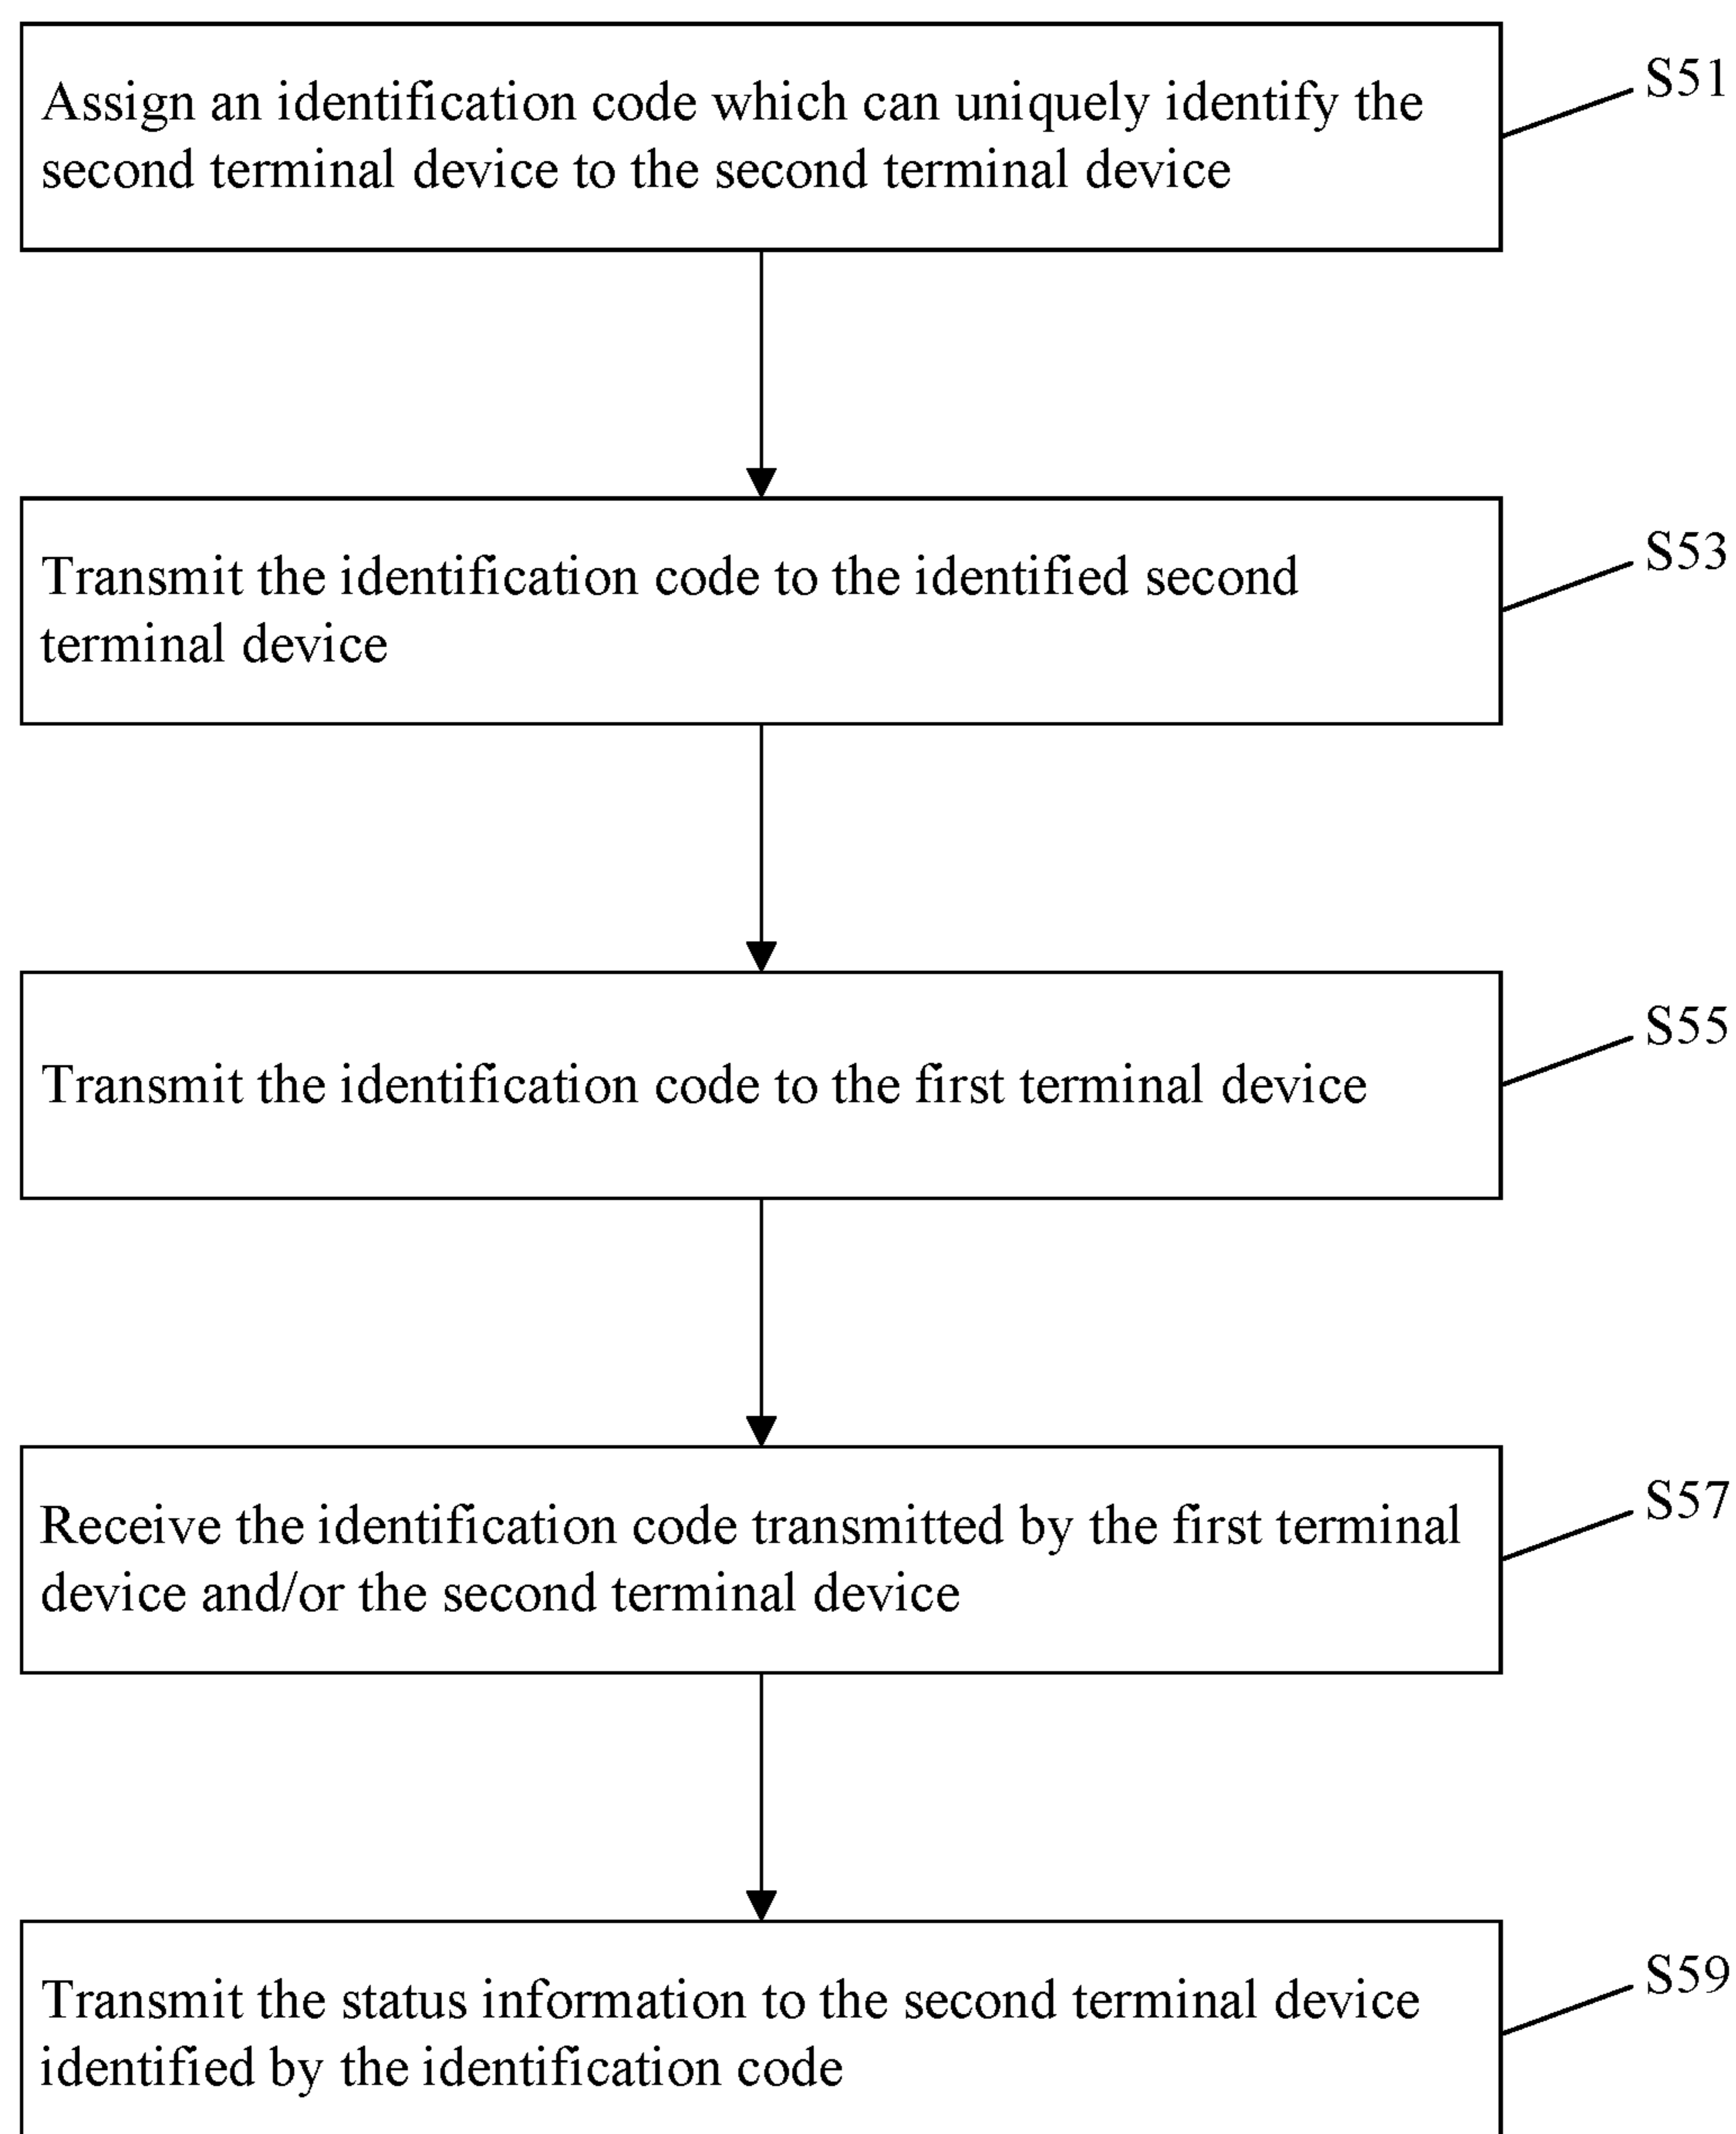 Assign an identification code which can uniquely identify the
second terminal device to the second terminal device
S51
Transmit the identification code to the identified second
terminal device
S53
Transmit the identification code to the first terminal device
S55
Receive the identification code transmitted by the first terminal
device and/or the second terminal device
S57
Transmit the status information to the second terminal device
identified by the identification code
S59